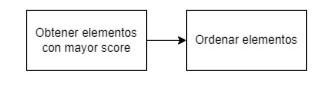 Obtener elementos
con mayor score
Ordenar elementos